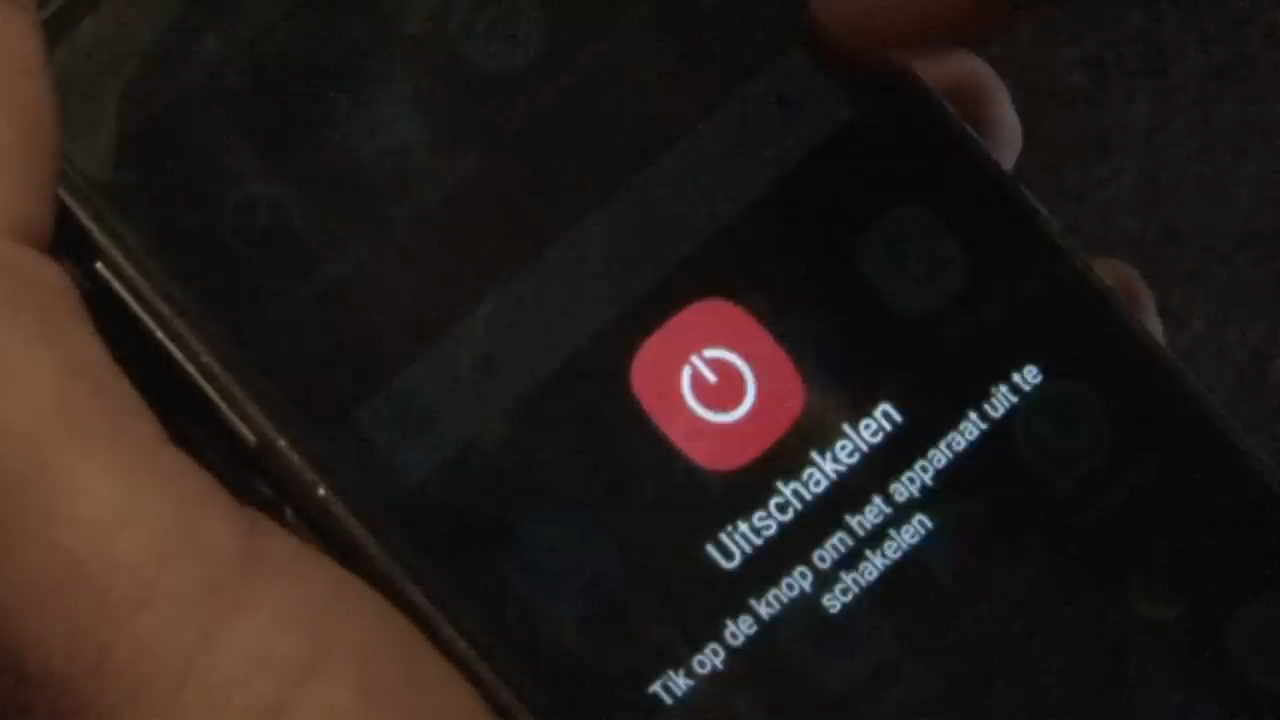 Uitschakelen
Tik op de knop om het apparaat uit te
schakelen